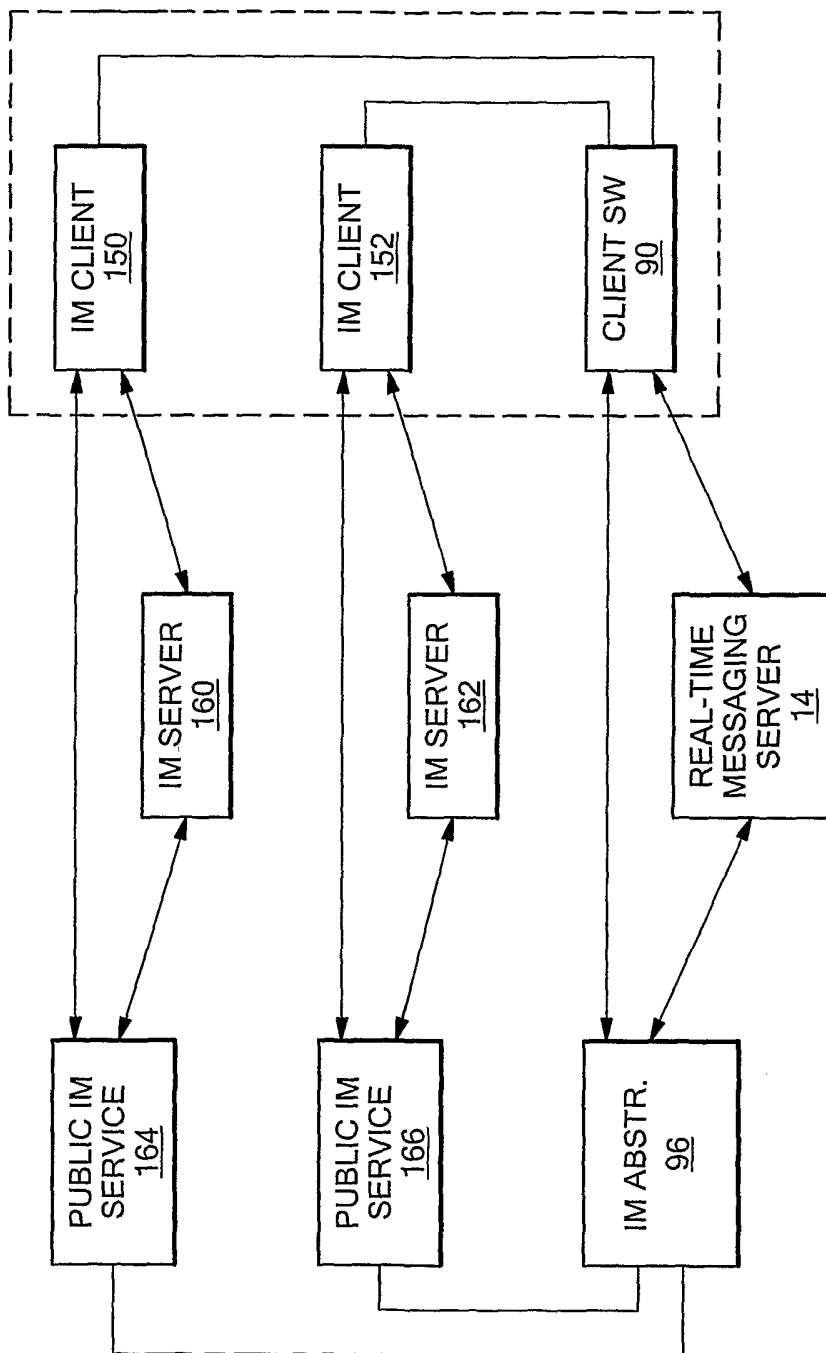 IM CLIENT
150
IM CLIENT
152
CLIENT SW
90
IM SERVER
160
IM SERVER
162
REAL-TIME
MESSAGING
SERVER
14
PUBLIC IM
SERVICE
164
PUBLIC IM
SERVICE
166
IM ABSTR.
96